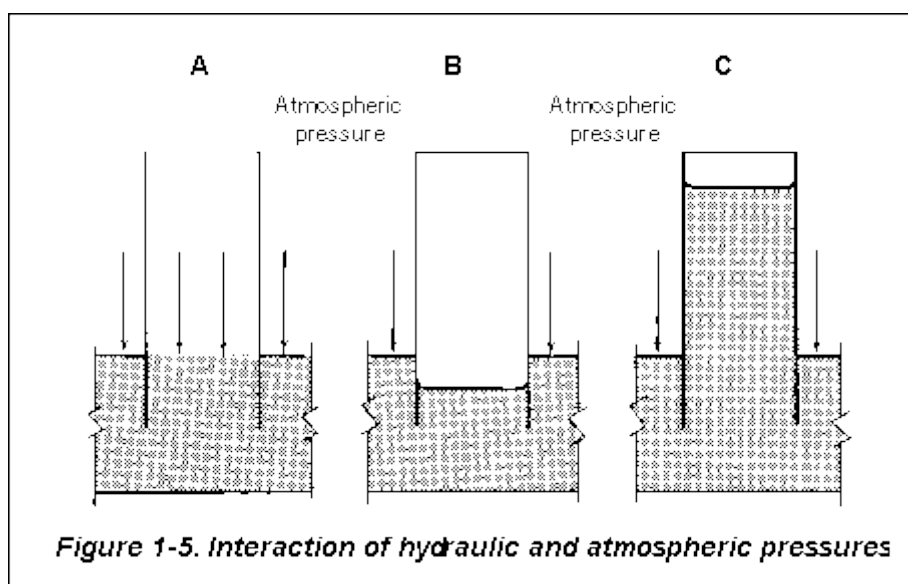 A B C
Atmospheric
pressure
Atmospheric
pressure
Figure 1-5. Interaction of hydraulic and atmospheric pressures